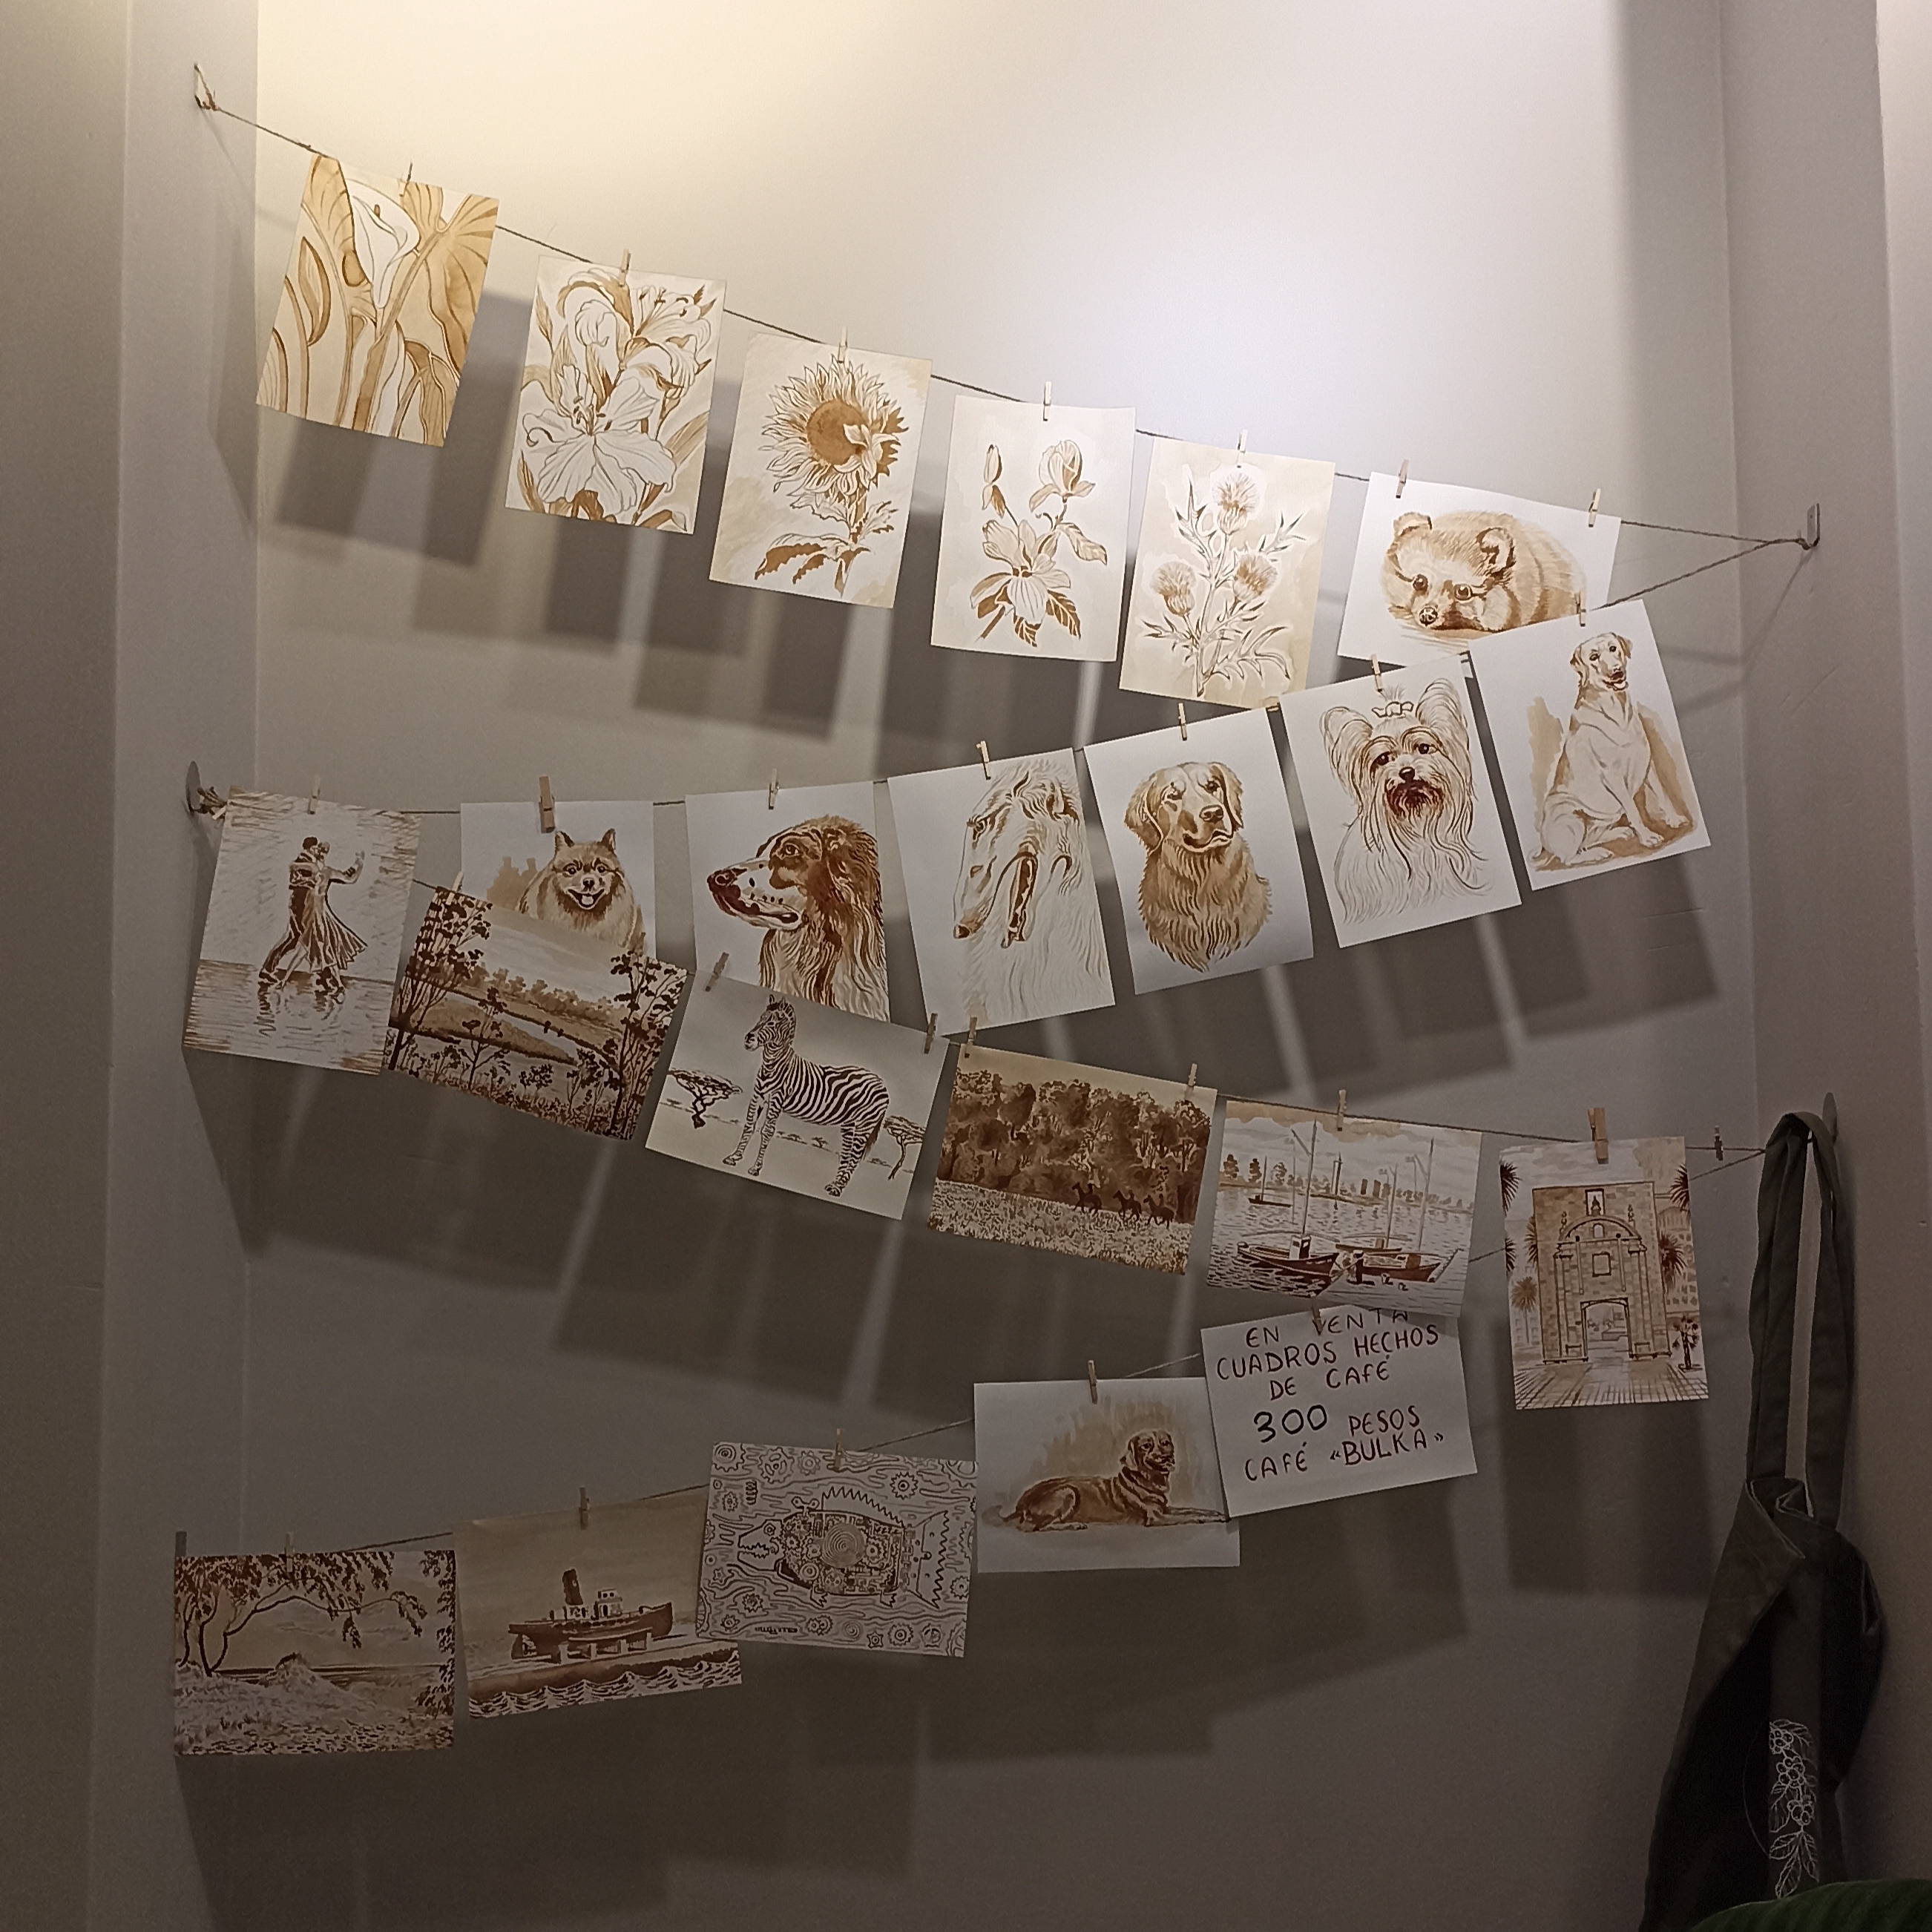 EN VENTA
CUADROS HECHOS
DE CAFÉ
300 PESOS
CAFÉ «BULKA»